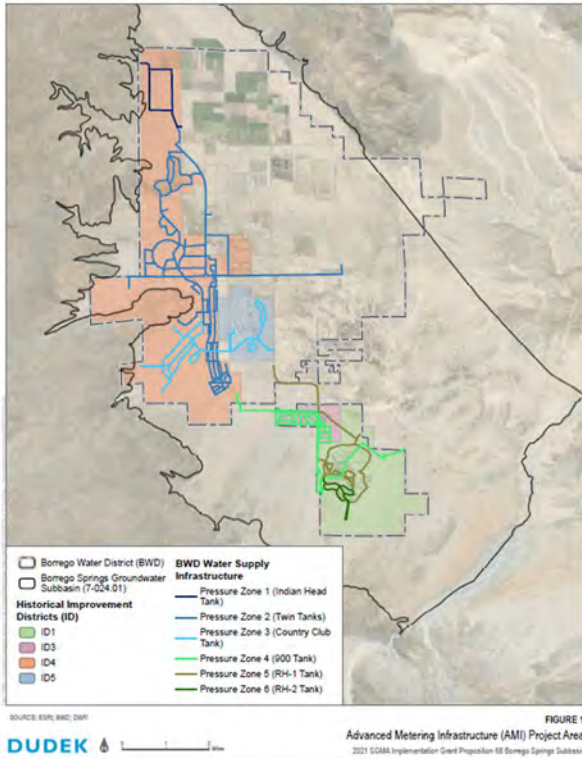 Borrego Water District (BWD)
Borrego Springs Groundwater
Subbasin (7-024.01)
Historical Improvement
Districts (ID)
ID1
ID3
ID4
ID5
BWD Water Supply
Infrastructure
Pressure Zone 1 (Indian Head
Tank)
Pressure Zone 2 (Twin Tanks)
Pressure Zone 3 (Country Club
Tank)
Pressure Zone 4 (900 Tank)
Pressure Zone 5 (RH-1 Tank)
Pressure Zone 6 (RH-2 Tank)
SOURCE: ESRI; BWD; DWR
DUDEK
FIGURE 1
Advanced Metering Infrastructure (AMI) Project Area
2021 SGMA Implementation Grant Proposition 68 Borrego Springs Subbasin